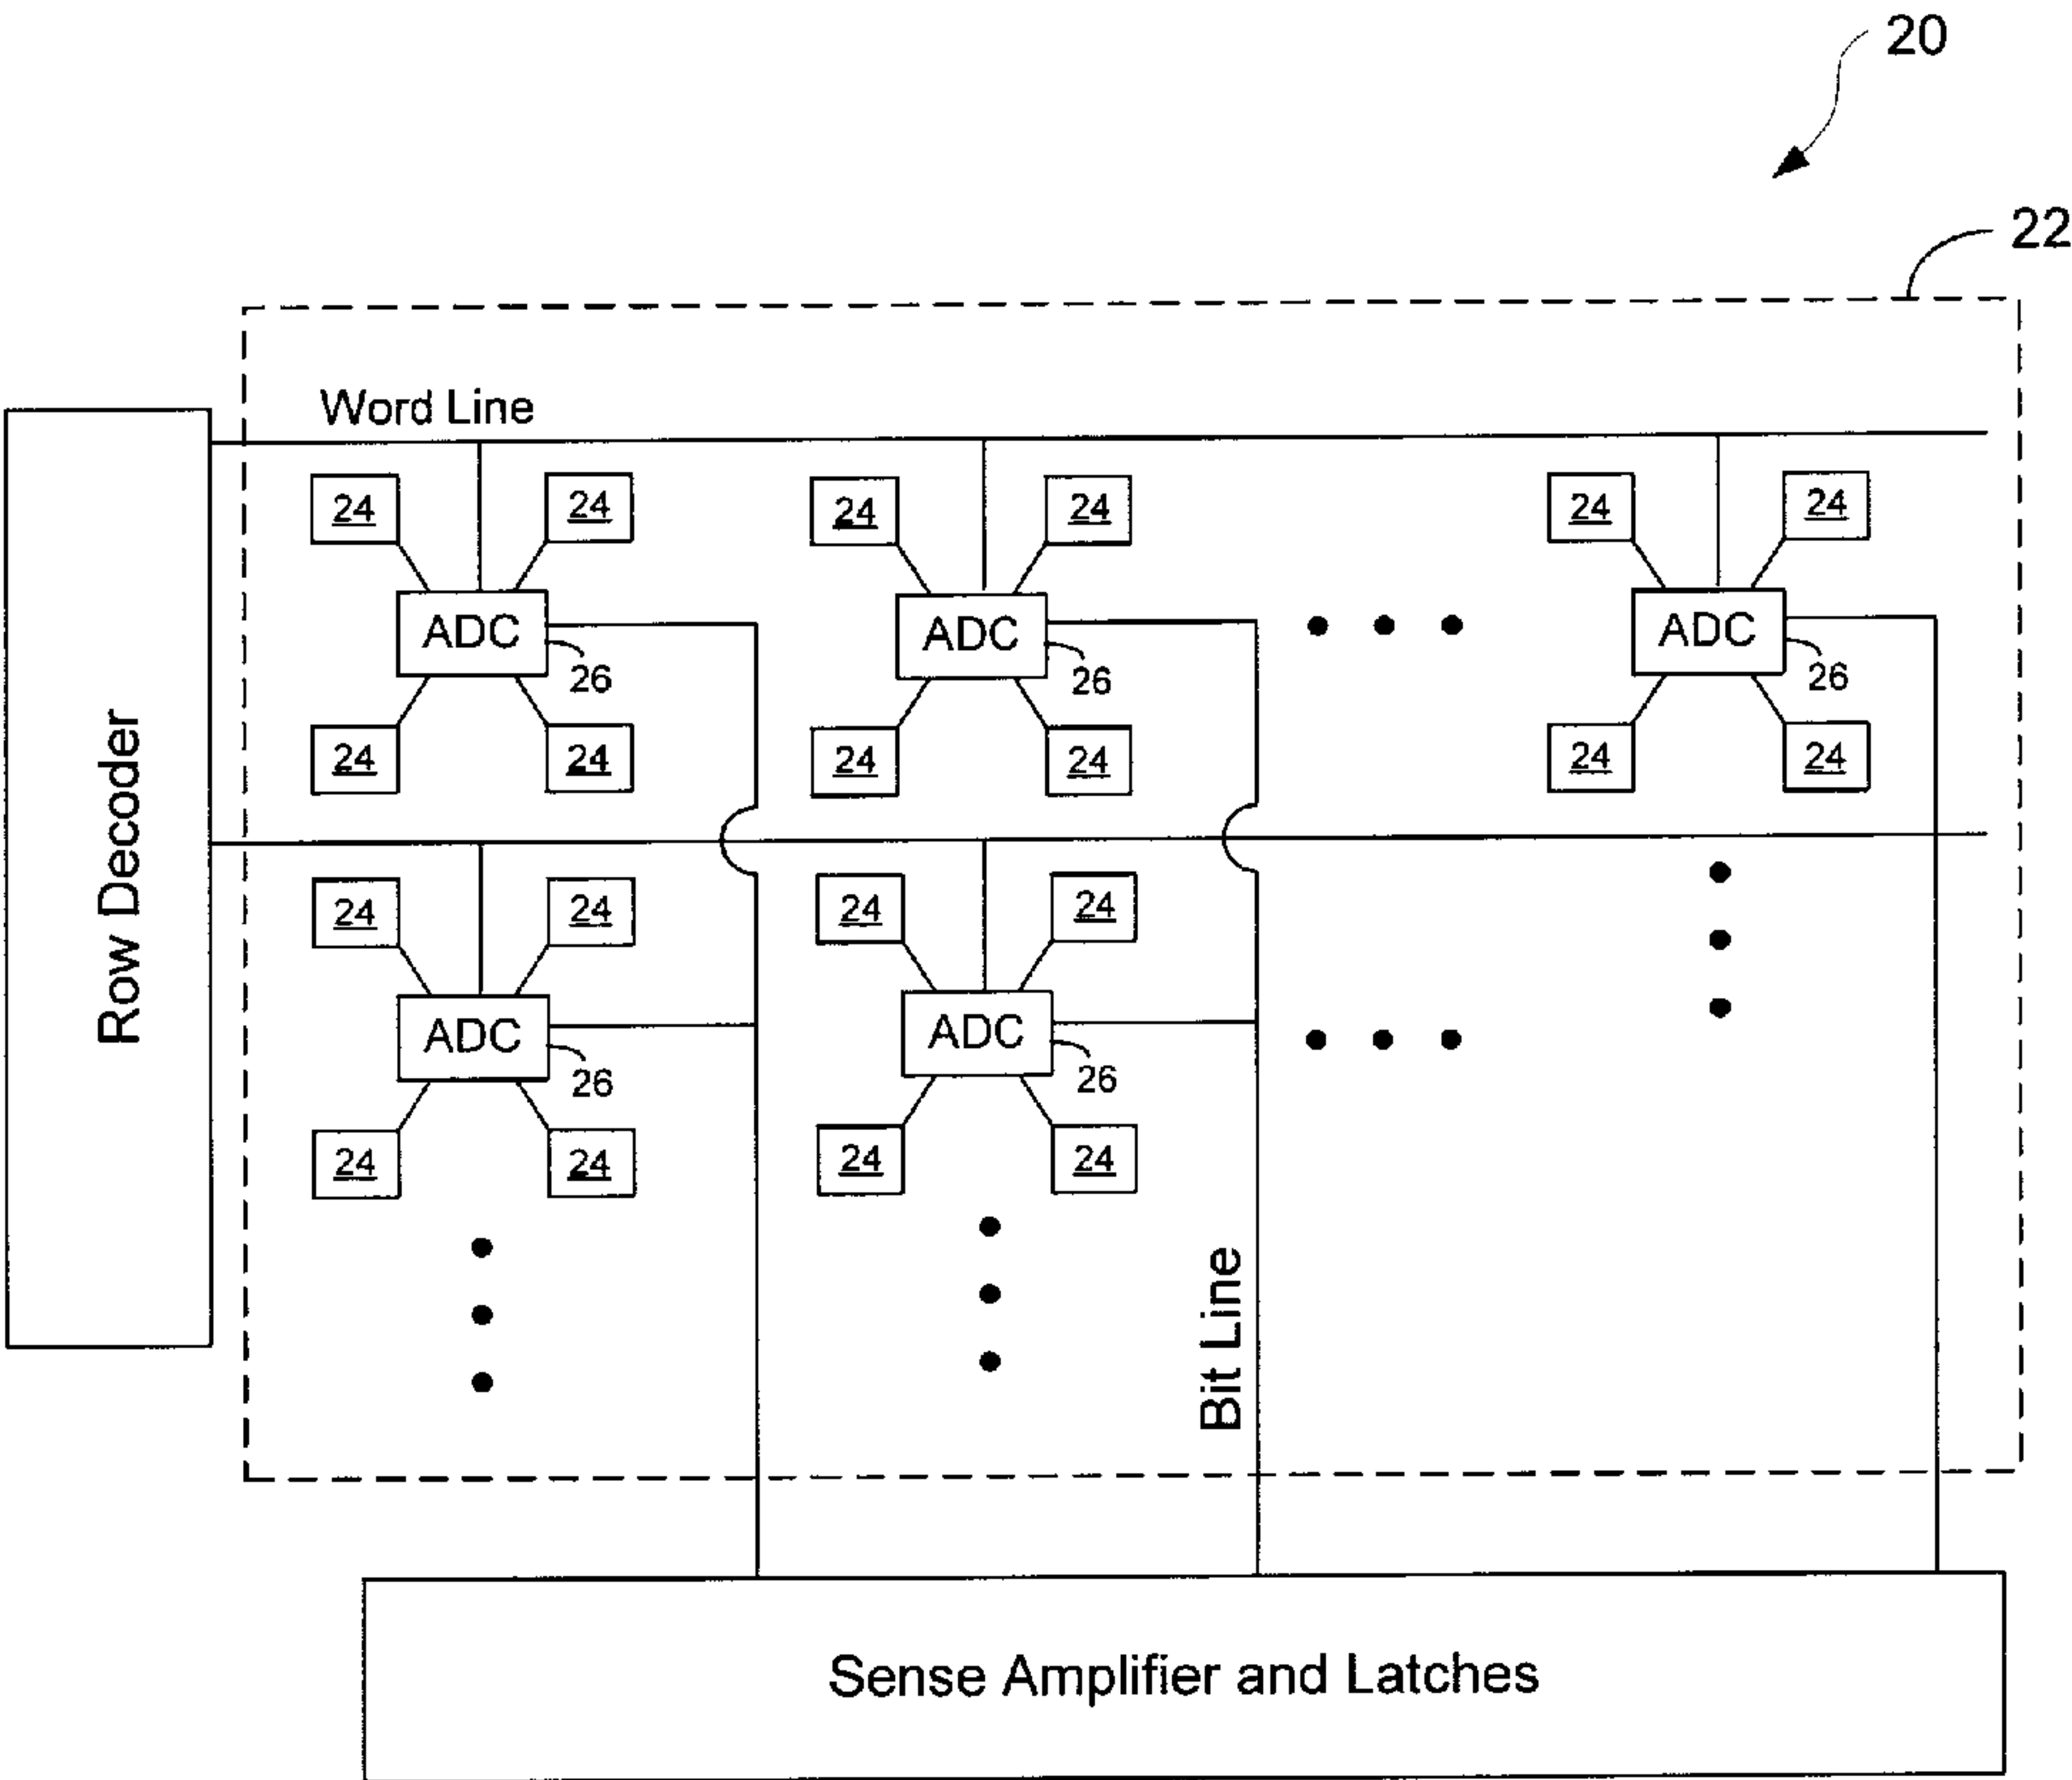 20
22
Word Line
24 24 24 24 24 24
ADC ADC ADC
26 26 26
24 24 24 24 24 24
Row Decoder
24 24 24 24
ADC ADC
26 26
24 24 24 24
Bit Line
Sense Amplifier and Latches